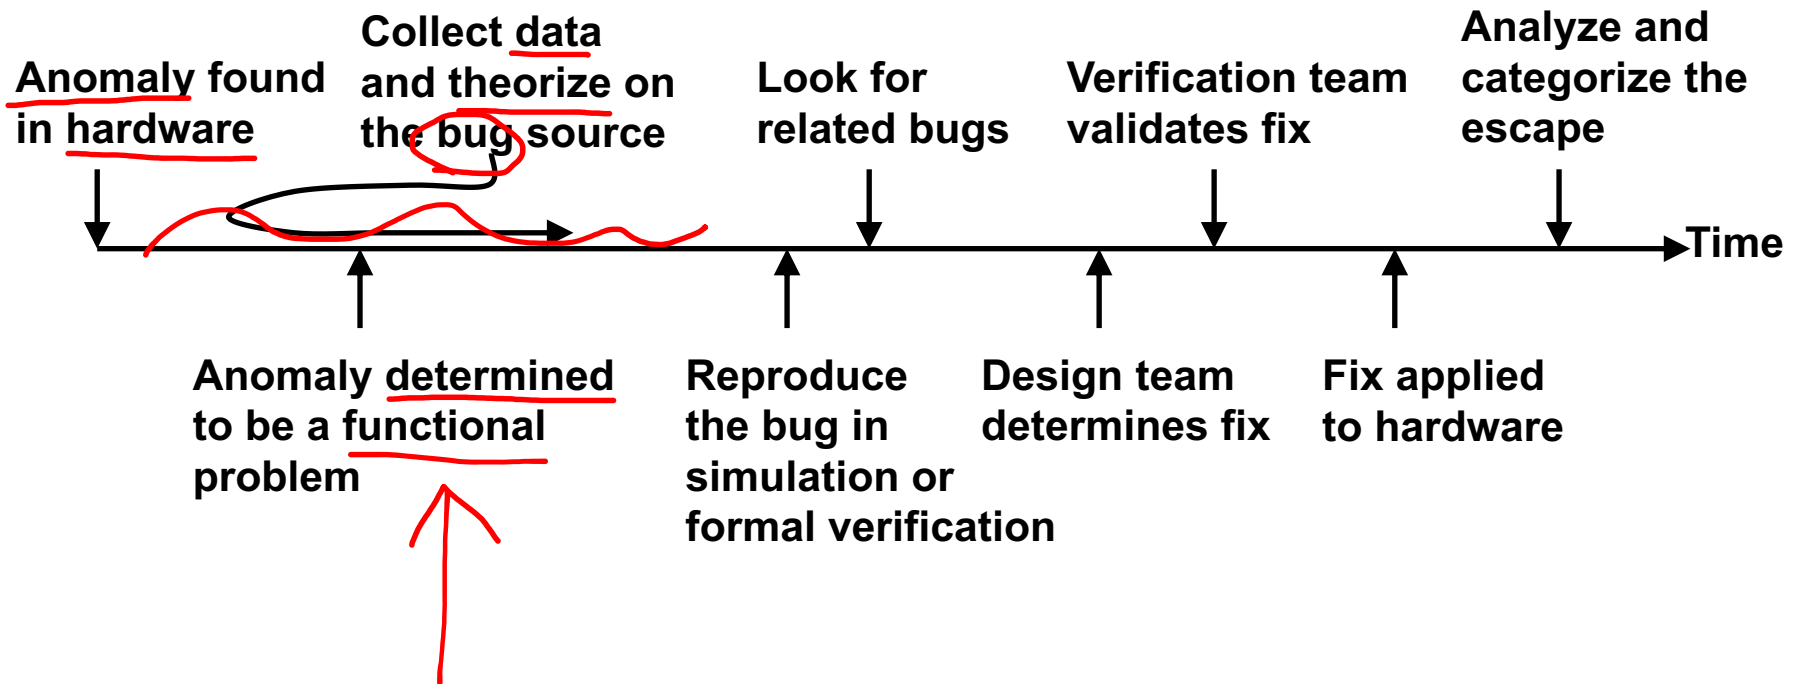 Anomaly found
in hardware
Collect data
and theorize on
the bug source
Look for
related bugs
Verification team
validates fix
Analyze and
categorize the
escape
Time
Anomaly determined
to be a functional
problem
Reproduce
the bug in
simulation or
formal verification
Design team
determines fix
Fix applied
to hardware